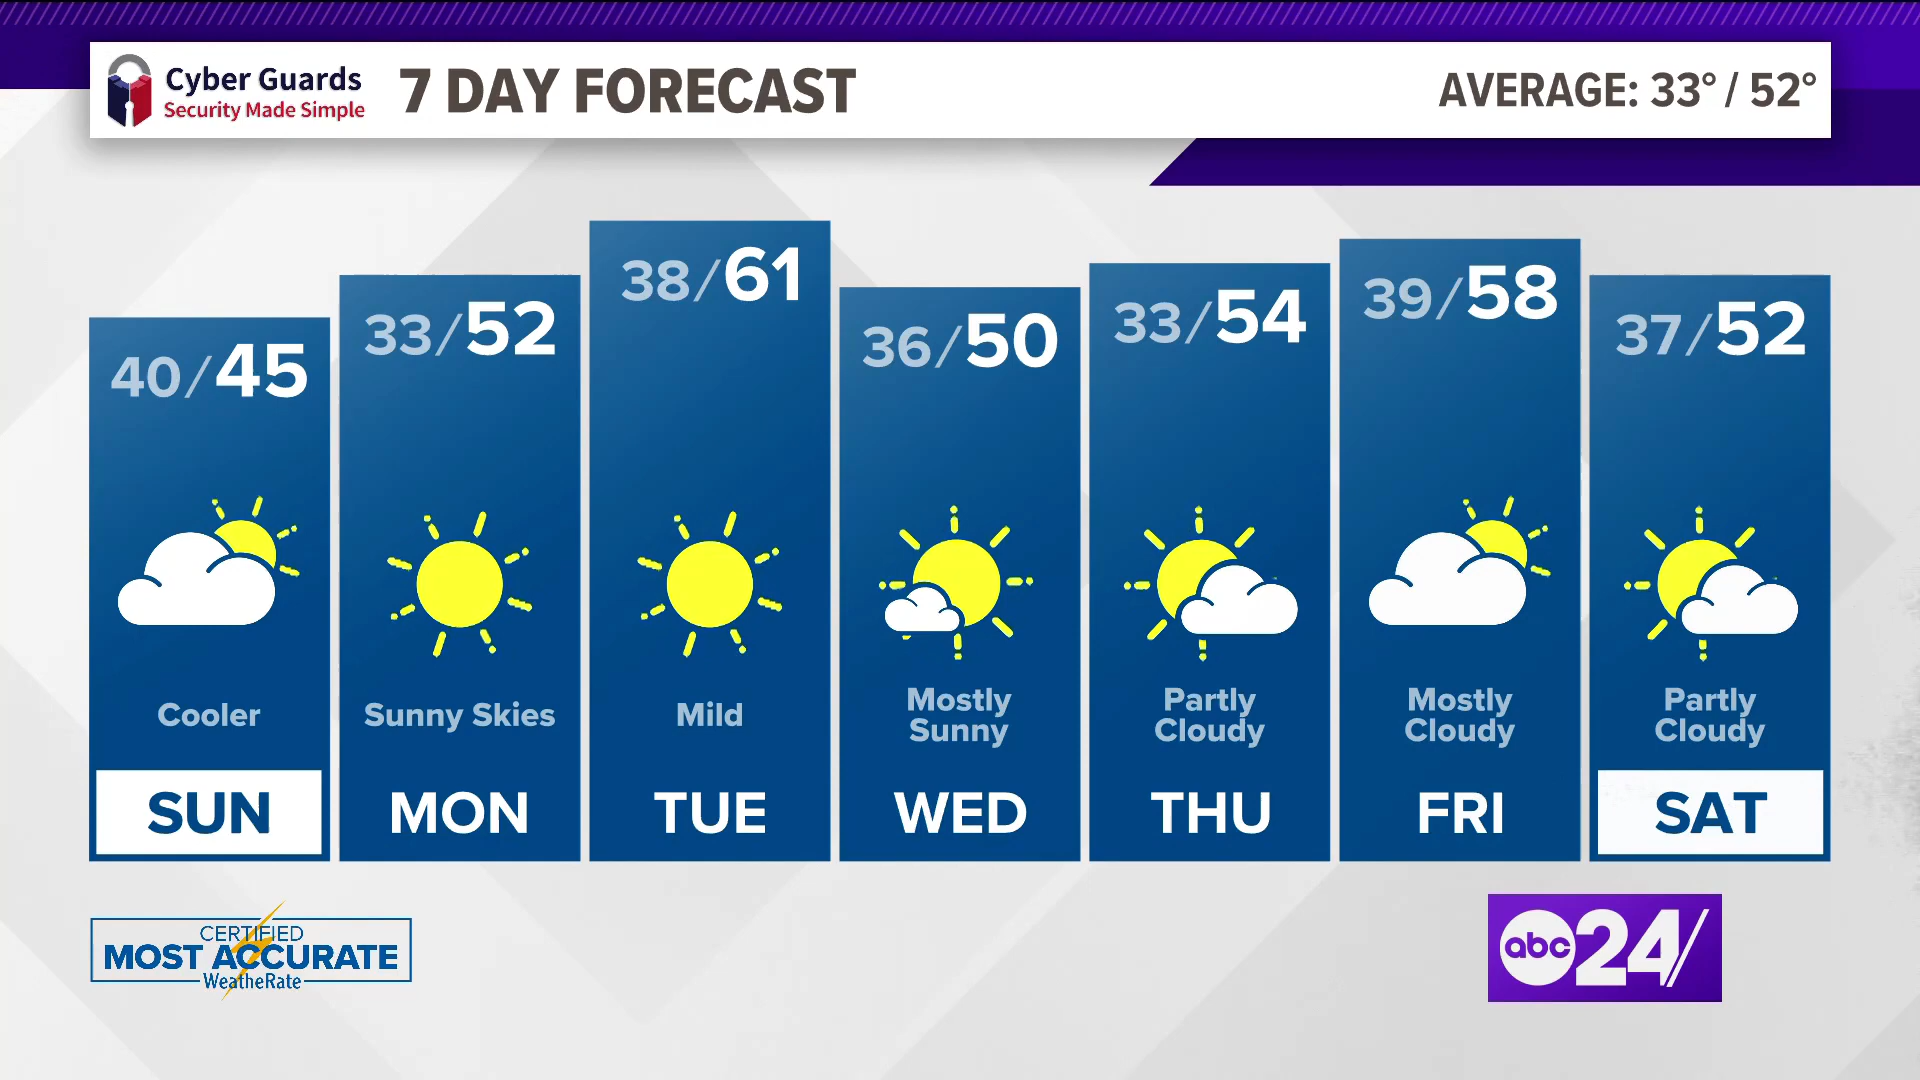 Cyber Guards
Security Made Simple
7 DAY FORECAST
AVERAGE: 33° / 52°
40/45
Cooler
SUN
33/52
Sunny Skies
MON
38/61
Mild
TUE
36/50
Mostly
Sunny
WED
33/54
Partly
Cloudy
THU
39/58
Mostly
Cloudy
FRI
37/52
Partly
Cloudy
SAT
CERTIFIED
MOST ACCURATE
WeatheRate
abc 24/